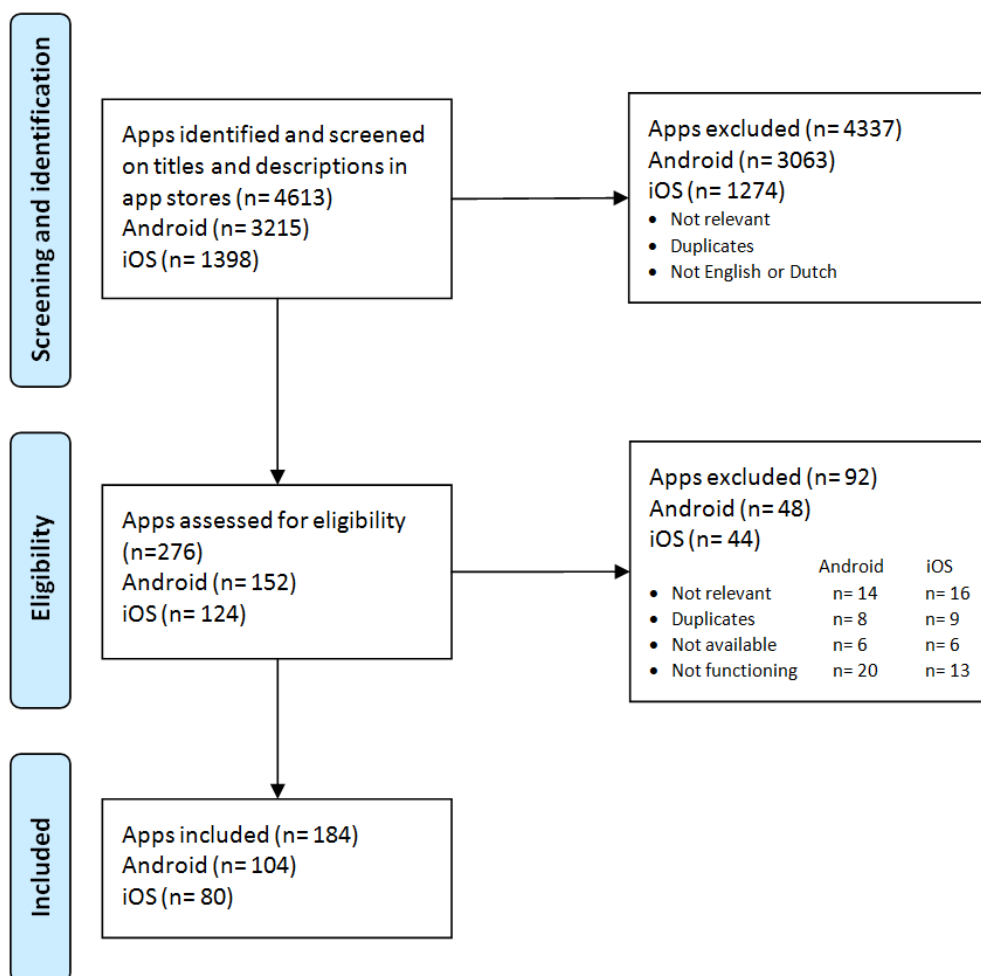 Screening and identification
Apps identified and screened
on titles and descriptions in
app stores (n= 4613)
Android (n= 3215)
iOS (n= 1398)
Apps excluded (n= 4337)
Android (n= 3063)
iOS (n= 1274)
• Not relevant
• Duplicates
• Not English or Dutch
Eligibility
Apps assessed for eligibility
(n=276)
Android (n= 152)
iOS (n= 124)
Apps excluded (n= 92)
Android (n= 48)
iOS (n= 44)
Android iOS
• Not relevant n= 14 n= 16
• Duplicates n= 8 n= 9
• Not available n= 6 n= 6
• Not functioning n= 20 n= 13
Included
Apps included (n= 184)
Android (n= 104)
iOS (n= 80)